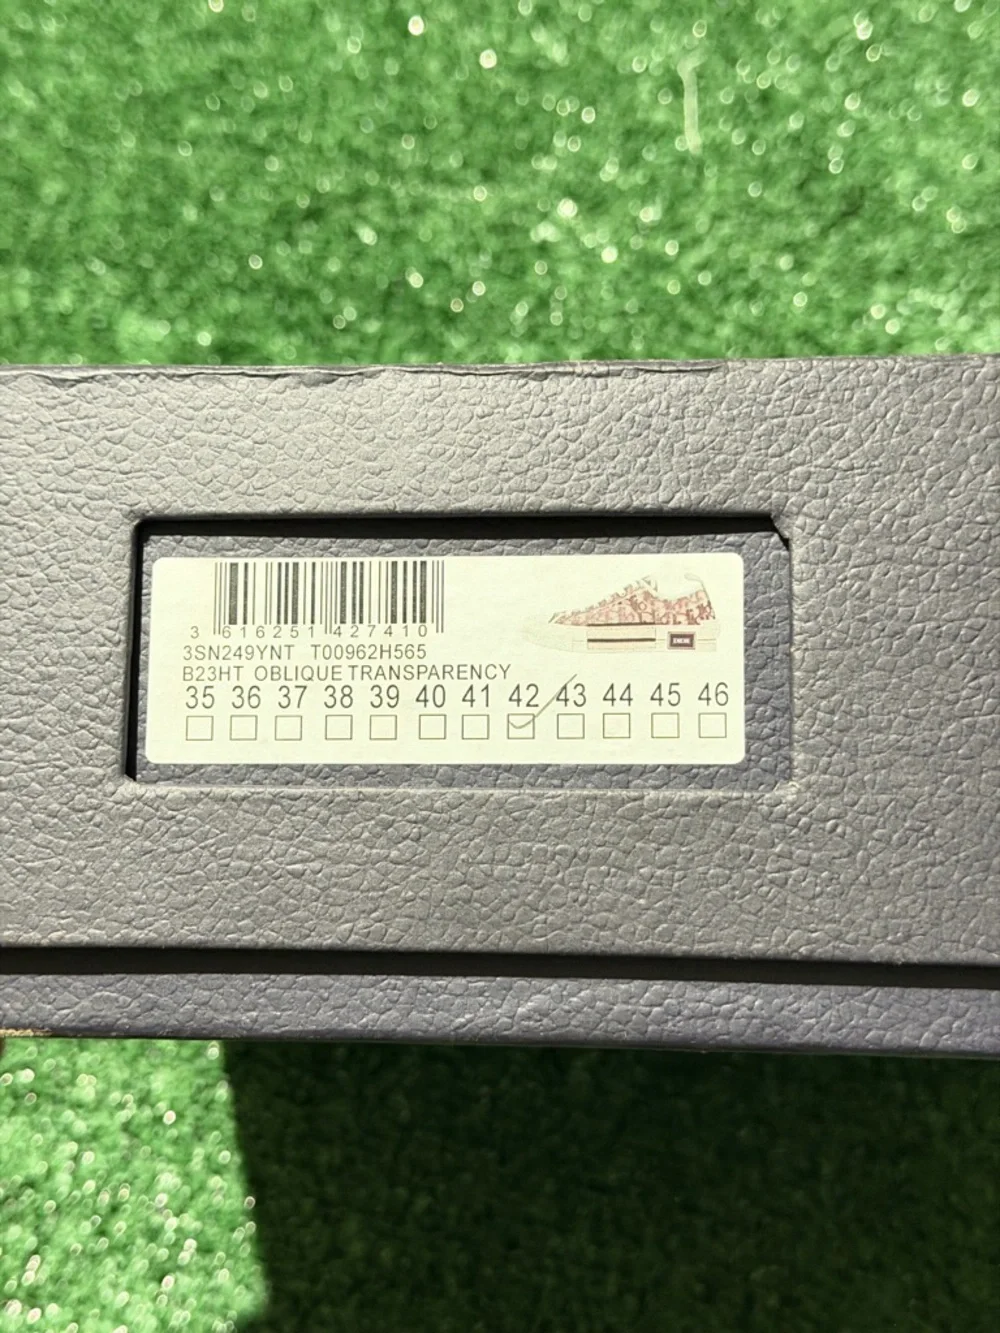 3 616251 427410
3SN249YNT T00962H565
B23HT OBLIQUE TRANSPARENCY
35 36 37 38 39 40 41 42 43 44 45 46
DIOR